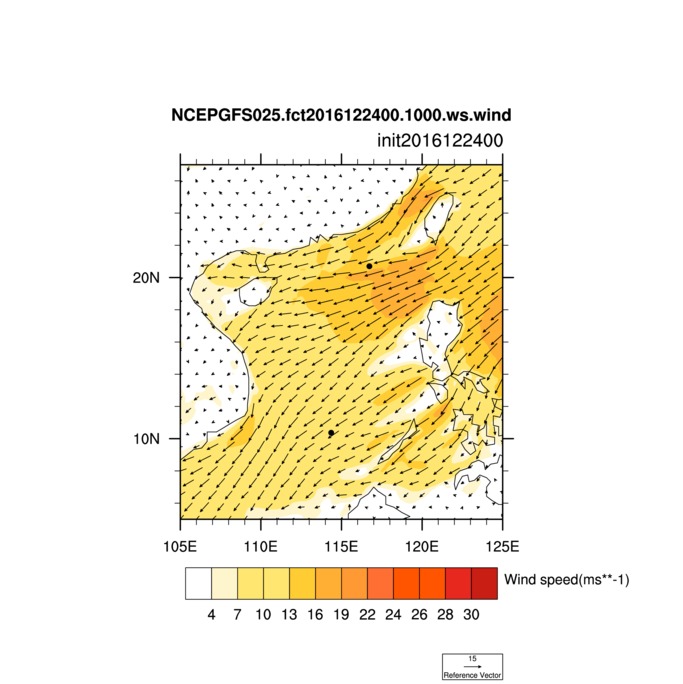 NCEPGFS025.fct2016122400.1000.ws.wind
init2016122400
20N
10N
105E 110E 115E 120E 125E
Wind speed(ms**-1)
4 7 10 13 16 19 22 24 26 28 30
15
Reference Vector